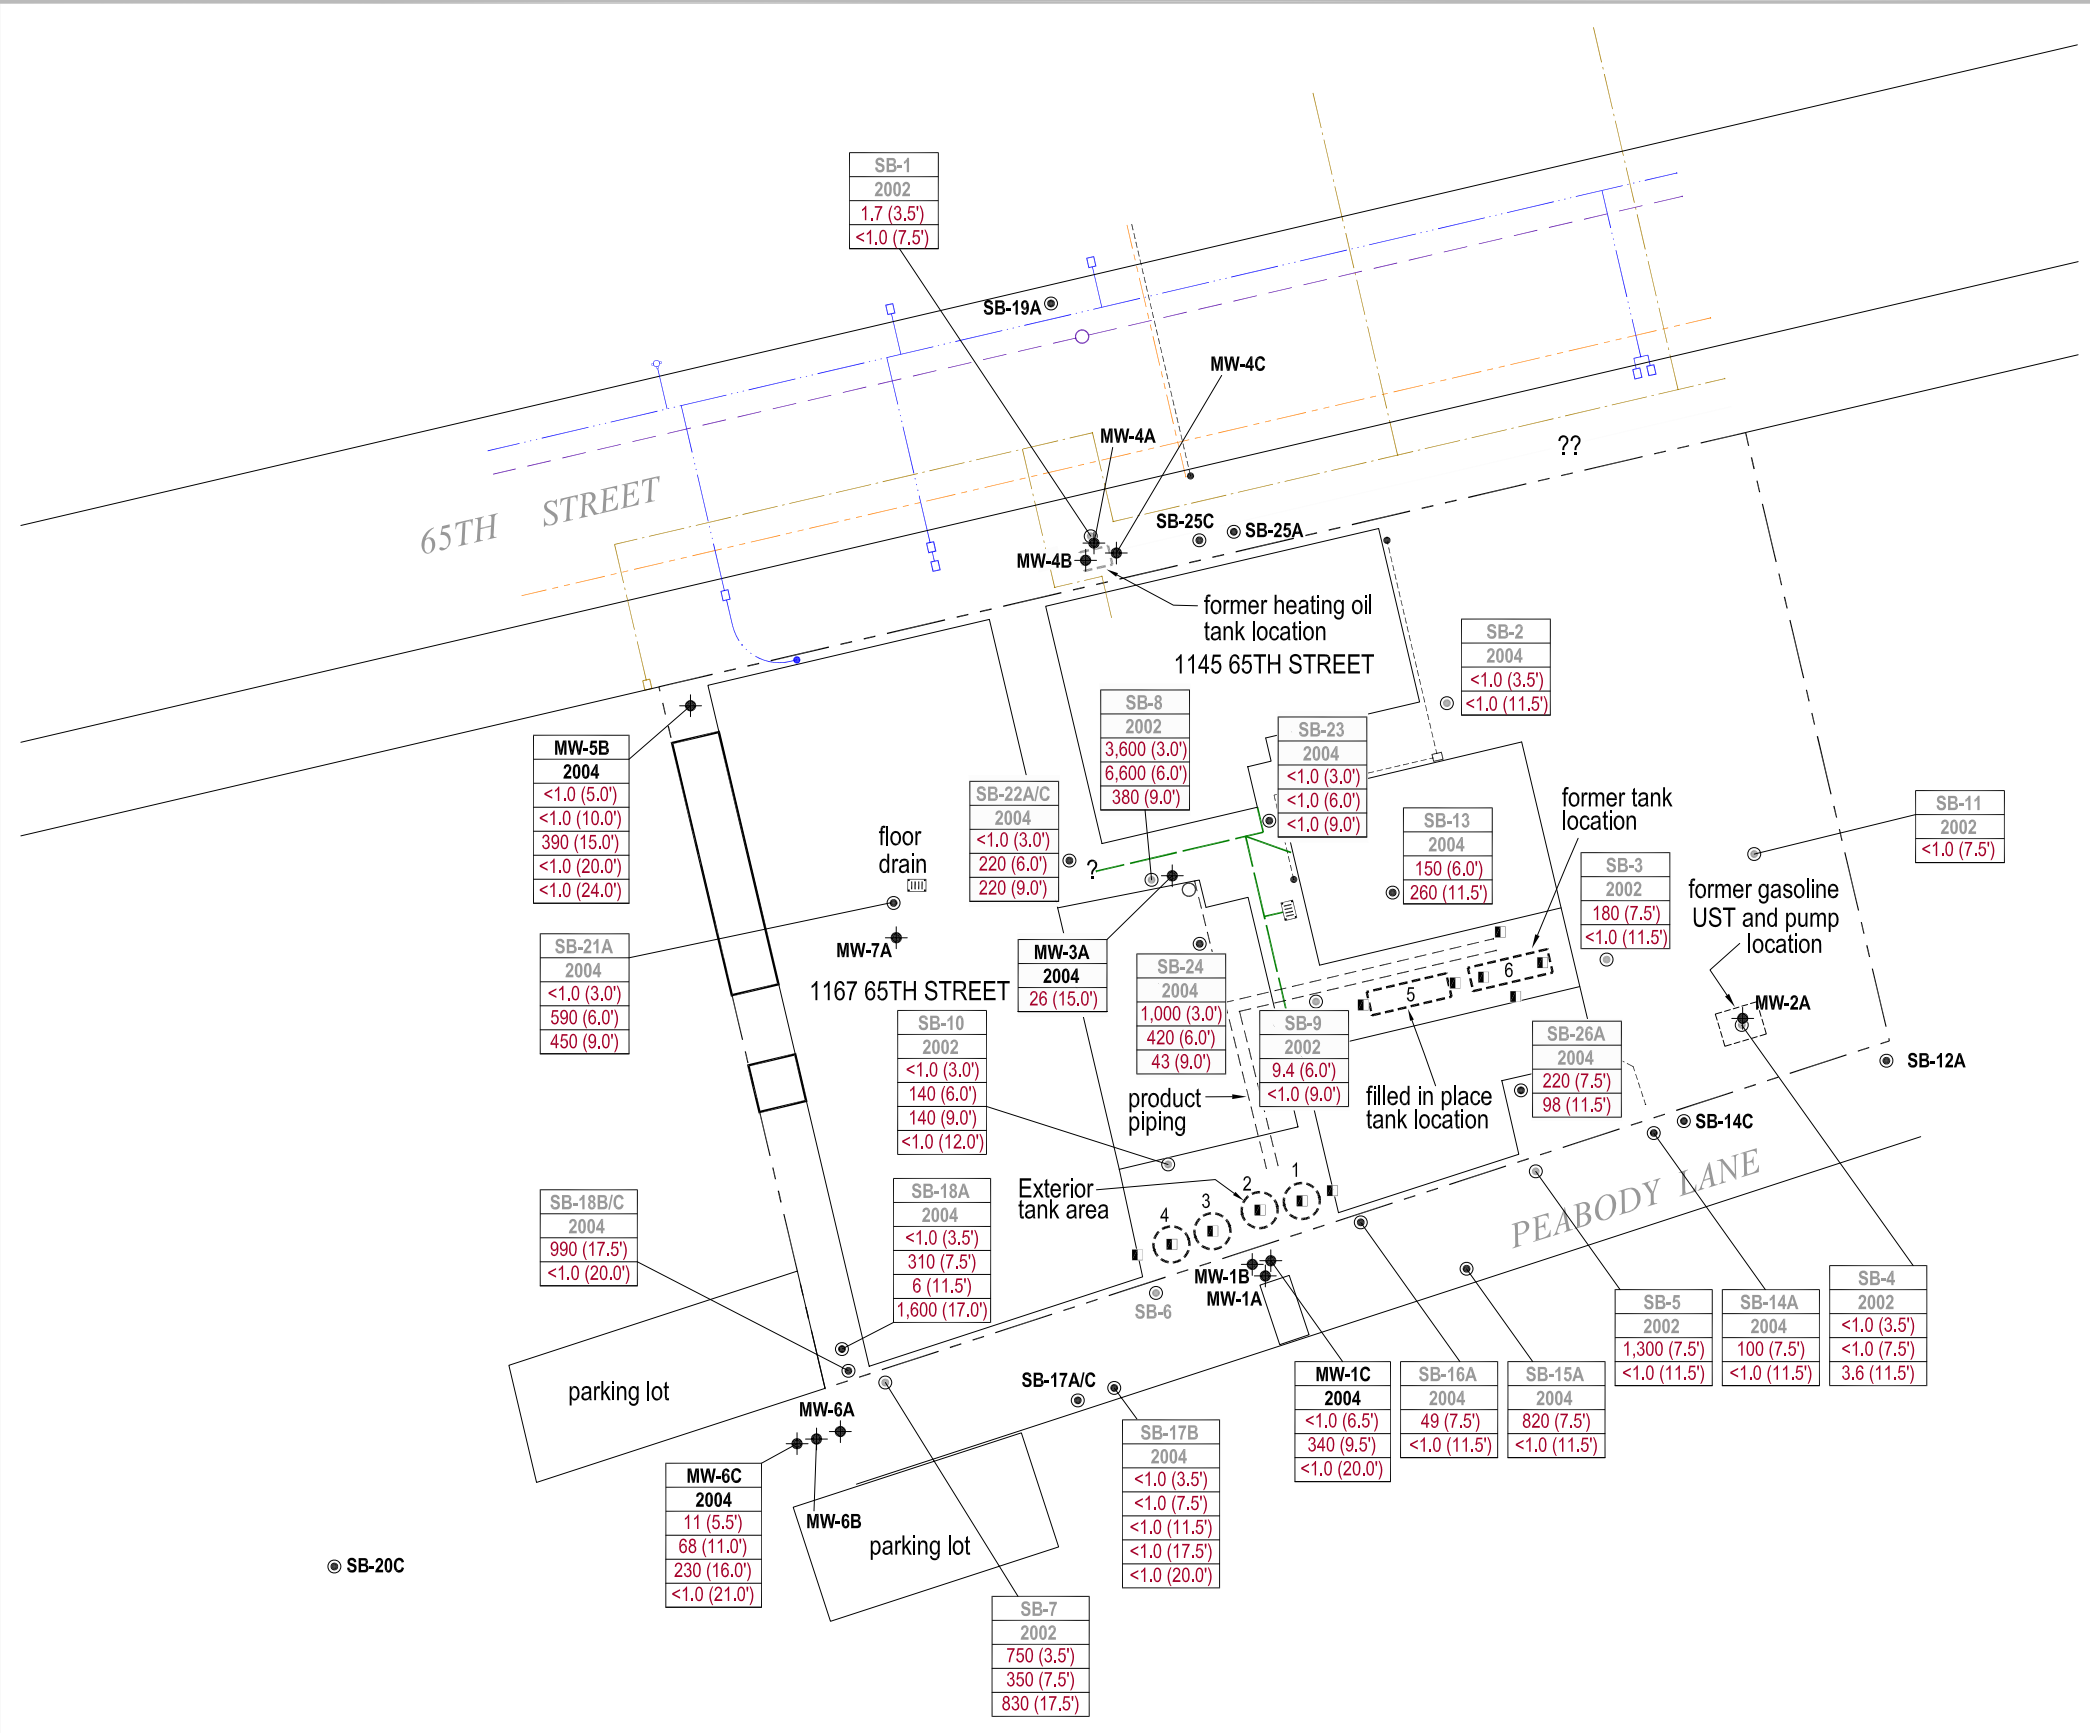 SB-1
2002
1.7 (3.5')
<1.0 (7.5')
SB-19A
MW-4C
MW-4A
??
65TH STREET
SB-25C
SB-25A
MW-4B
former heating oil
tank location
1145 65TH STREET
SB-2
2004
<1.0 (3.5')
<1.0 (11.5')
SB-8
2002
3,600 (3.0')
6,600 (6.0')
380 (9.0')
SB-23
2004
<1.0 (3.0')
<1.0 (6.0')
<1.0 (9.0')
MW-5B
2004
<1.0 (5.0')
<1.0 (10.0')
390 (15.0')
<1.0 (20.0')
<1.0 (24.0')
SB-22A/C
2004
<1.0 (3.0')
220 (6.0')
220 (9.0')
?
floor
drain
SB-13
2004
150 (6.0')
260 (11.5')
former tank
location
SB-11
2002
<1.0 (7.5')
SB-3
2002
180 (7.5')
<1.0 (11.5')
former gasoline
UST and pump
location
SB-21A
2004
<1.0 (3.0')
590 (6.0')
450 (9.0')
MW-7A
1167 65TH STREET
MW-3A
2004
26 (15.0')
SB-24
2004
1,000 (3.0')
420 (6.0')
43 (9.0')
6
5
MW-2A
SB-10
2002
<1.0 (3.0')
140 (6.0')
140 (9.0')
<1.0 (12.0')
SB-9
2002
9.4 (6.0')
<1.0 (9.0')
SB-26A
2004
220 (7.5')
98 (11.5')
SB-12A
product
piping
filled in place
tank location
SB-14C
PEABODY LANE
Exterior
tank area
1
2
3
4
SB-18B/C
2004
990 (17.5')
<1.0 (20.0')
SB-18A
2004
<1.0 (3.5')
310 (7.5')
6 (11.5')
1,600 (17.0')
MW-1B
MW-1A
SB-6
SB-4
2002
<1.0 (3.5')
<1.0 (7.5')
3.6 (11.5')
SB-5
2002
1,300 (7.5')
<1.0 (11.5')
SB-14A
2004
100 (7.5')
<1.0 (11.5')
parking lot
SB-17A/C
MW-1C
2004
<1.0 (6.5')
340 (9.5')
<1.0 (20.0')
SB-16A
2004
49 (7.5')
<1.0 (11.5')
SB-15A
2004
820 (7.5')
<1.0 (11.5')
MW-6A
SB-17B
2004
<1.0 (3.5')
<1.0 (7.5')
<1.0 (11.5')
<1.0 (17.5')
<1.0 (20.0')
MW-6C
2004
11 (5.5')
68 (11.0')
230 (16.0')
<1.0 (21.0')
MW-6B
parking lot
SB-20C
SB-7
2002
750 (3.5')
350 (7.5')
830 (17.5')